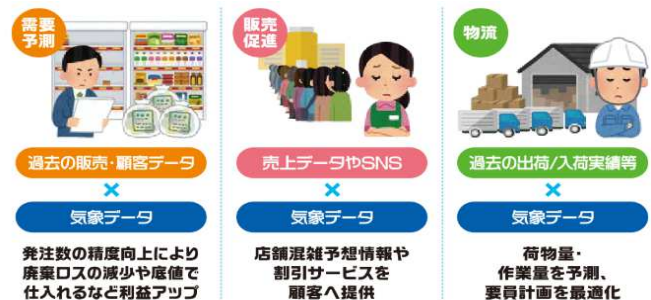 需要
予測
過去の販売・顧客データ
×
気象データ
発注数の精度向上により
廃棄ロスの減少や底値で
仕入れるなど利益アップ
販売
促進
売上データやSNS
×
気象データ
店舗混雑予想情報や
割引サービスを
顧客へ提供
物流
過去の出荷/入荷実績等
×
気象データ
荷物量・
作業量を予測、
要員計画を最適化